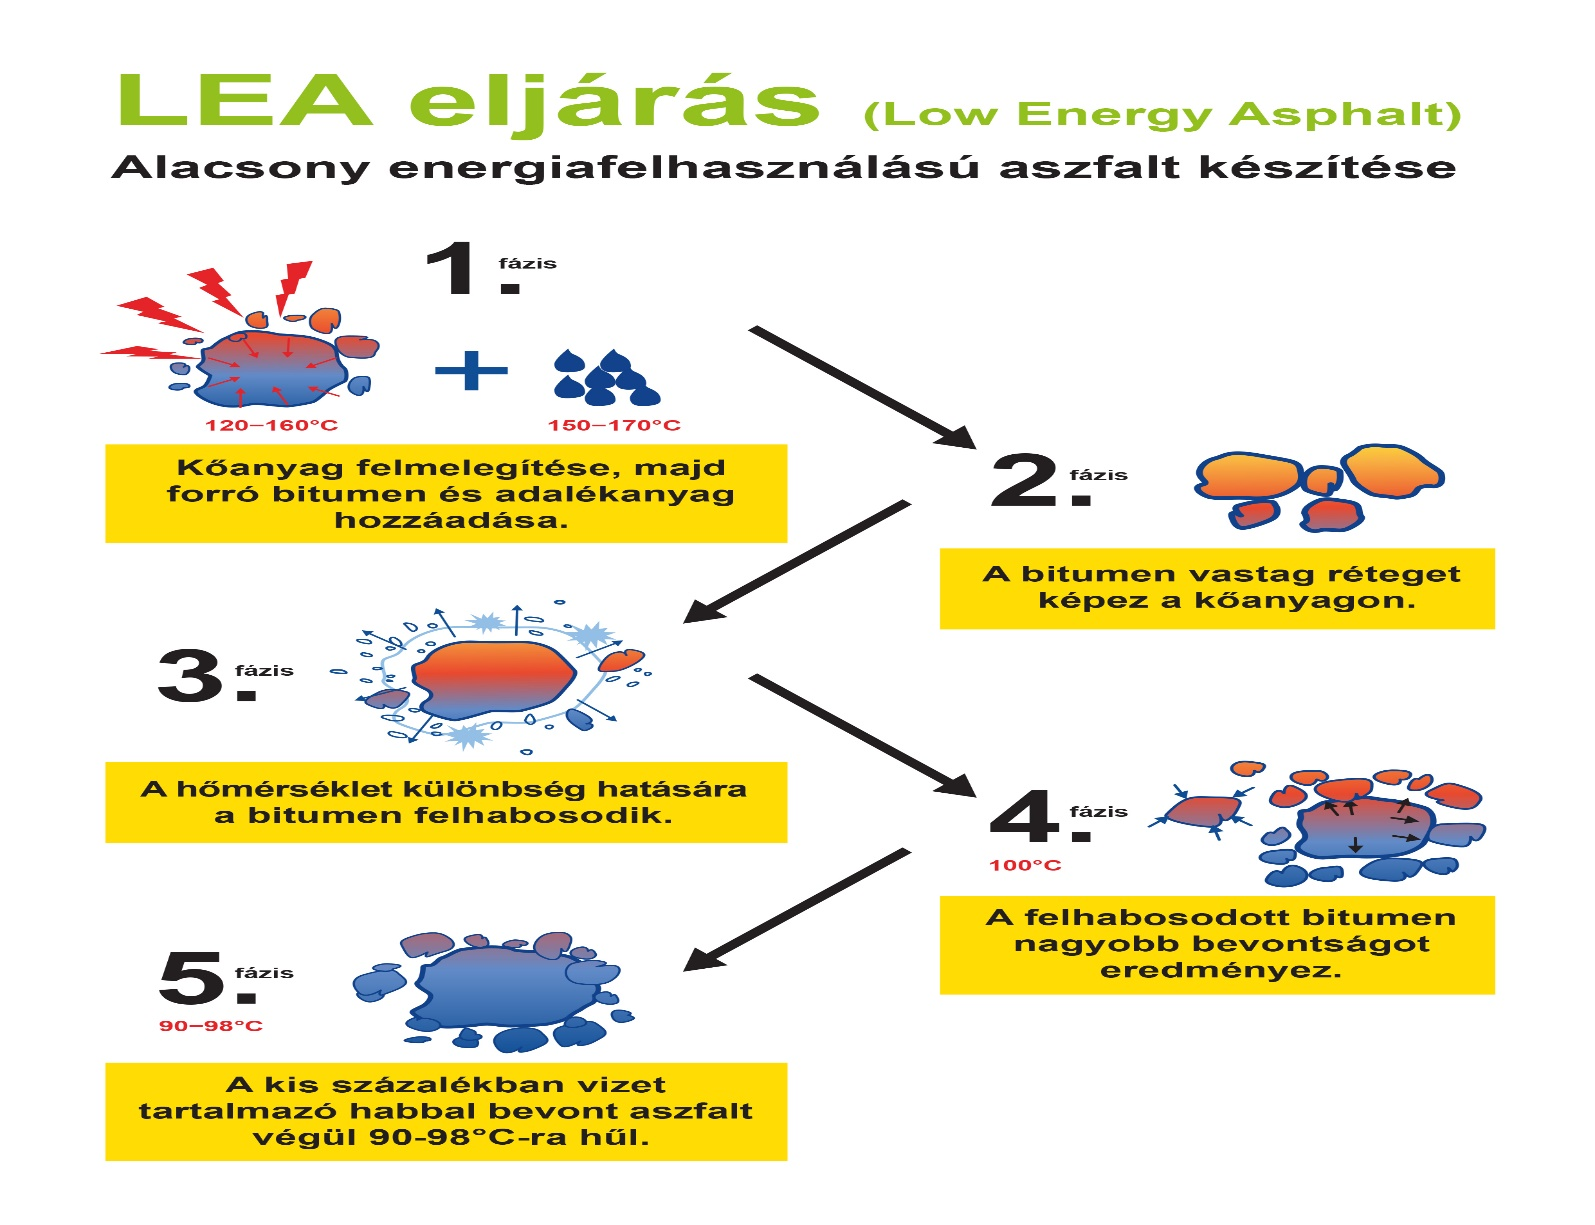 LEA eljárás (Low Energy Asphalt)
Alacsony energiafelhasználású aszfalt készítése
1. fázis
120–160°C
150–170°C
Kőanyag felmelegítése, majd
forró bitumen és adalékanyag
hozzáadása.
2. fázis
A bitumen vastag réteget
képez a kőanyagon.
3. fázis
A hőmérséklet különbség hatására
a bitumen felhabosodik.
4. fázis
100°C
A felhabosodott bitumen
nagyobb bevontságot
eredményez.
5. fázis
90–98°C
A kis százalékban vizet
tartalmazó habbal bevont aszfalt
végül 90-98°C-ra hűl.